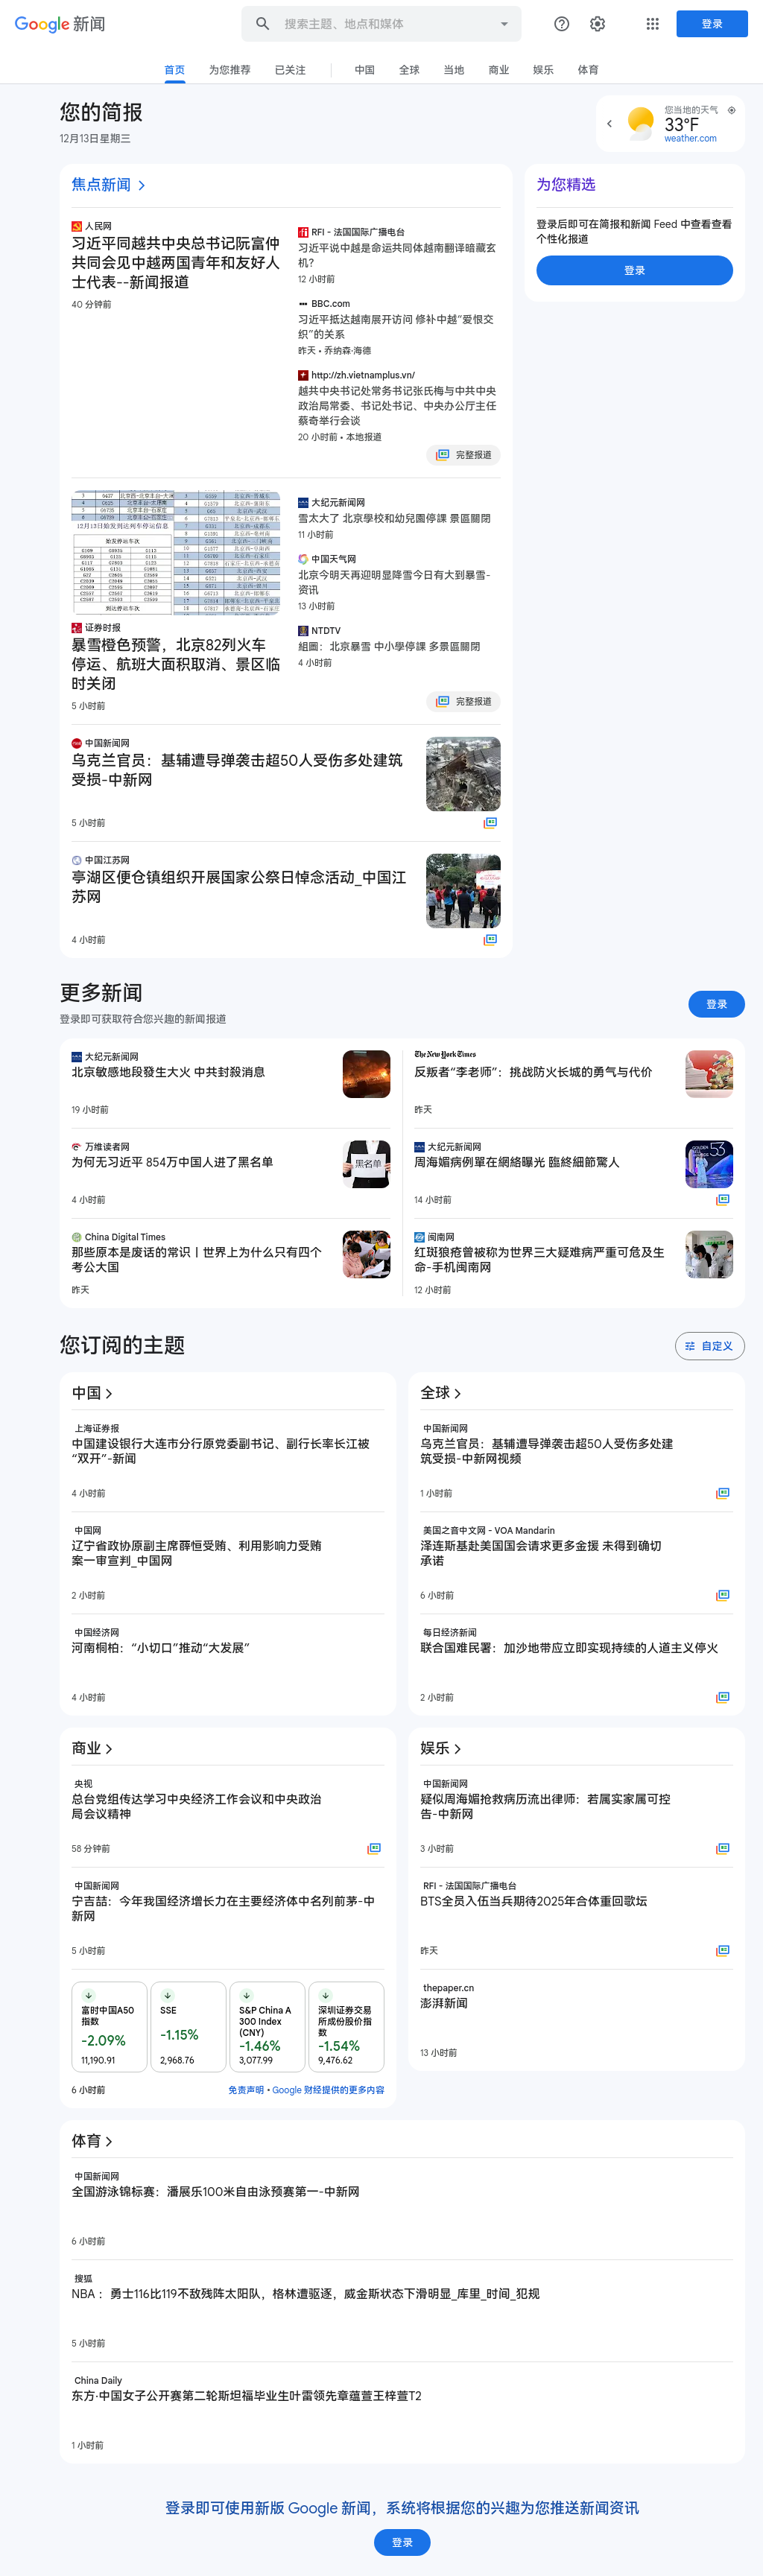 Google 新闻
搜索主题、地点和媒体
登录
首页
为您推荐
已关注
中国
全球
当地
商业
娱乐
体育
您的简报
12月13日星期三
您当地的天气
33°F
weather.com
焦点新闻
人民网
习近平同越共中央总书记阮富仲
共同会见中越两国青年和友好人
士代表--新闻报道
40 分钟前
RFI - 法国国际广播电台
习近平说中越是命运共同体越南翻译暗藏玄
机?
12 小时前
BBC.com
习近平抵达越南展开访问 修补中越“爱恨交
织”的关系
昨天 • 乔纳森·海德
http://zh.vietnamplus.vn/
越共中央书记处常务书记张氏梅与中共中央
政治局常委、书记处书记、中央办公厅主任
蔡奇举行会谈
20 小时前 • 本地报道
完整报道
为您精选
登录后即可在简报和新闻 Feed 中查看查看
个性化报道
登录
12月13日始发到达列车停运信息
始发停运列车
到达停运列车
证券时报
暴雪橙色预警，北京82列火车
停运、航班大面积取消、景区临
时关闭
5 小时前
大纪元新闻网
雪太大了 北京學校和幼兒園停課 景區關閉
11 小时前
中国天气网
北京今明天再迎明显降雪今日有大到暴雪-
资讯
13 小时前
NTDTV
組圖：北京暴雪 中小學停課 多景區關閉
4 小时前
完整报道
中国新闻网
乌克兰官员：基辅遭导弹袭击超50人受伤多处建筑
受损-中新网
5 小时前
中国江苏网
亭湖区便仓镇组织开展国家公祭日悼念活动_中国江
苏网
4 小时前
更多新闻
登录即可获取符合您兴趣的新闻报道
登录
大纪元新闻网
北京敏感地段發生大火 中共封殺消息
19 小时前
万维读者网
为何无习近平 854万中国人进了黑名单
黑名单
4 小时前
China Digital Times
那些原本是废话的常识丨世界上为什么只有四个
考公大国
昨天
The New York Times
反叛者“李老师”：挑战防火长城的勇气与代价
昨天
大纪元新闻网
周海媚病例單在網絡曝光 臨終細節驚人
53
14 小时前
闽南网
红斑狼疮曾被称为世界三大疑难病严重可危及生
命-手机闽南网
12 小时前
您订阅的主题
自定义
中国
上海证券报
中国建设银行大连市分行原党委副书记、副行长率长江被
“双开”-新闻
4 小时前
中国网
辽宁省政协原副主席薛恒受贿、利用影响力受贿
案一审宣判_中国网
2 小时前
中国经济网
河南桐柏：“小切口”推动“大发展”
4 小时前
全球
中国新闻网
乌克兰官员：基辅遭导弹袭击超50人受伤多处建
筑受损-中新网视频
1 小时前
美国之音中文网 - VOA Mandarin
泽连斯基赴美国国会请求更多金援 未得到确切
承诺
6 小时前
每日经济新闻
联合国难民署：加沙地带应立即实现持续的人道主义停火
2 小时前
商业
央视
总台党组传达学习中央经济工作会议和中央政治
局会议精神
58 分钟前
中国新闻网
宁吉喆：今年我国经济增长力在主要经济体中名列前茅-中
新网
5 小时前
富时中国A50
指数
-2.09%
11,190.91
SSE
-1.15%
2,968.76
S&P China A
300 Index
(CNY)
-1.46%
3,077.99
深圳证券交易
所成份股价指
数
-1.54%
9,476.62
6 小时前
免责声明 • Google 财经提供的更多内容
娱乐
中国新闻网
疑似周海媚抢救病历流出律师：若属实家属可控
告-中新网
3 小时前
RFI - 法国国际广播电台
BTS全员入伍当兵期待2025年合体重回歌坛
昨天
thepaper.cn
澎湃新闻
13 小时前
体育
中国新闻网
全国游泳锦标赛：潘展乐100米自由泳预赛第一-中新网
6 小时前
搜狐
NBA ：勇士116比119不敌残阵太阳队，格林遭驱逐，威金斯状态下滑明显_库里_时间_犯规
5 小时前
China Daily
东方·中国女子公开赛第二轮斯坦福毕业生叶雷领先章蕴萱王梓萱T2
1 小时前
登录即可使用新版 Google 新闻，系统将根据您的兴趣为您推送新闻资讯
登录